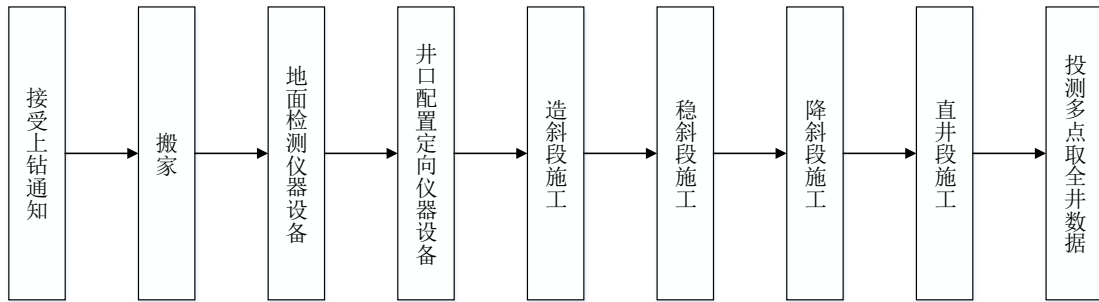 接受上钻通知
搬家
地面检测仪器设备
井口配置定向仪器设备
造斜段施工
稳斜段施工
降斜段施工
直井段施工
投测多点取全井数据